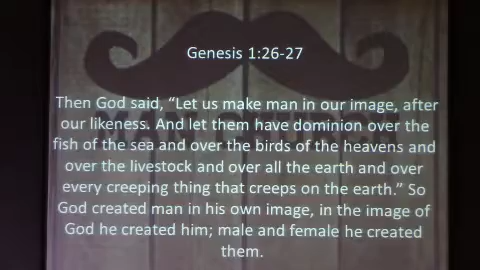 Genesis 1:26-27
Then God said, “Let us make man in our image, after
our likeness. And let them have dominion over the
fish of the sea and over the birds of the heavens and
over the livestock and over all the earth and over
every creeping thing that creeps on the earth.” So
God created man in his own image, in the image of
God he created him; male and female he created
them.